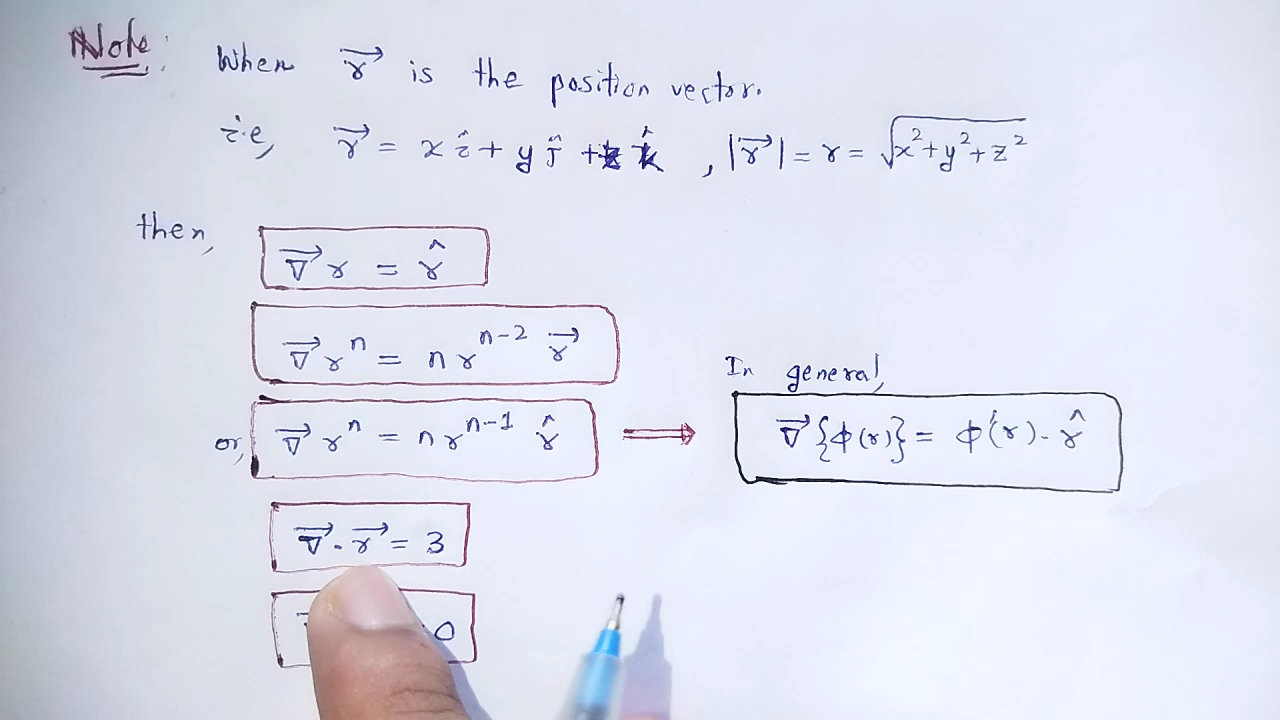 Note: When r⃗ is the position vector.
i.e, r⃗ = x î + y ĵ + z k̂ , |r⃗| = r = √(x² + y² + z²)
then,
∇⃗ r = r̂
∇⃗ rⁿ = n rⁿ⁻² r⃗
or, ∇⃗ rⁿ = n rⁿ⁻¹ r̂ ⟹ In general,
∇⃗ {ϕ(r)} = ϕ′(r) . r̂
∇⃗ . r⃗ = 3
0